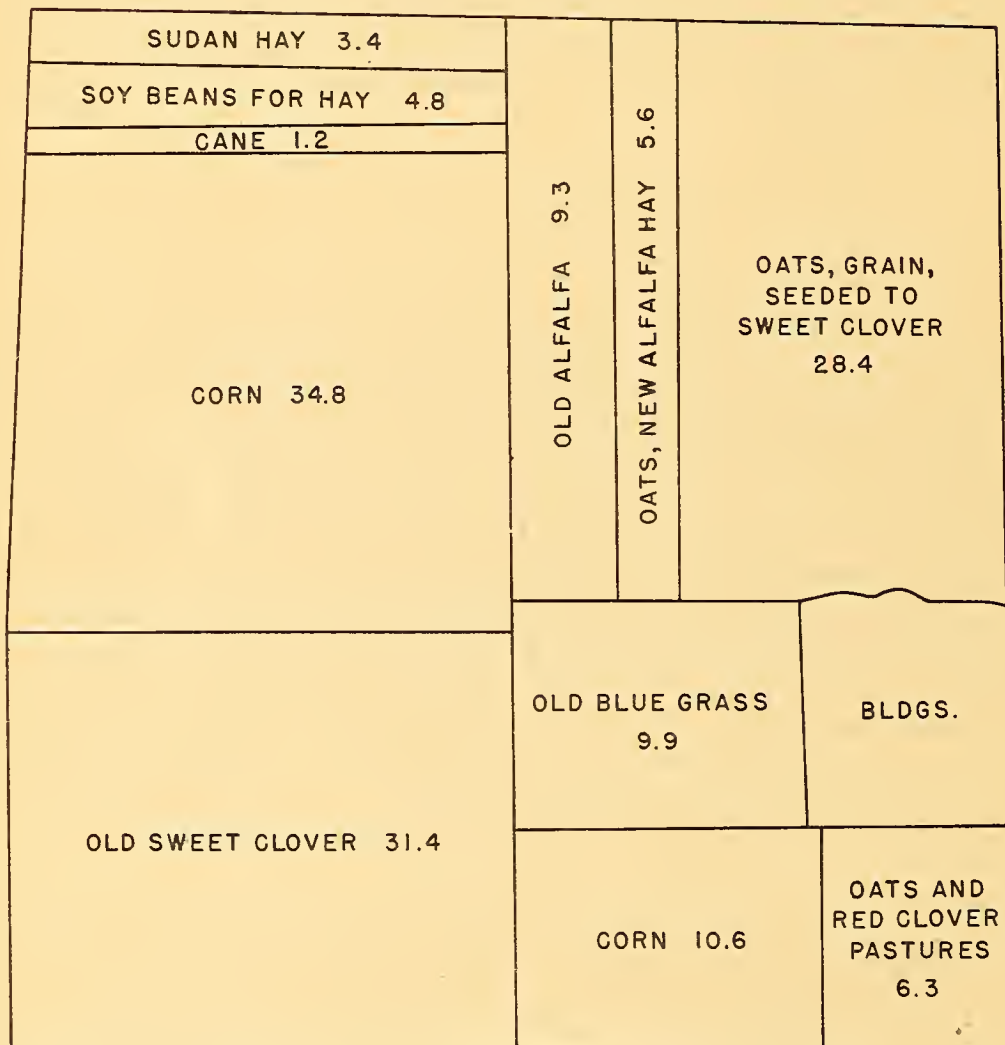 SUDAN HAY 3.4
SOY BEANS FOR HAY 4.8
CANE 1.2
CORN 34.8
OLD ALFALFA 9.3
OATS, NEW ALFALFA HAY 5.6
OATS, GRAIN,
SEEDED TO
SWEET CLOVER
28.4
OLD BLUE GRASS
9.9
BLDGS.
OLD SWEET CLOVER 31.4
CORN 10.6
OATS AND
RED CLOVER
PASTURES
6.3